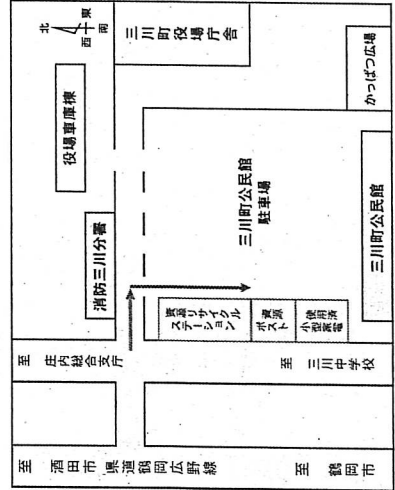 北
東
西
南
三川町役場庁舎
役場車庫棟
かっぱつ広場
消防三川分署
三川町公民館
駐車場
資源リサイクル
ステーション
資源
ポスト
使用済
小型家電
三川町公民館
至 庄内総合支庁
至 三川中学校
至 酒田市 県道鶴岡広野線
至 鶴岡市